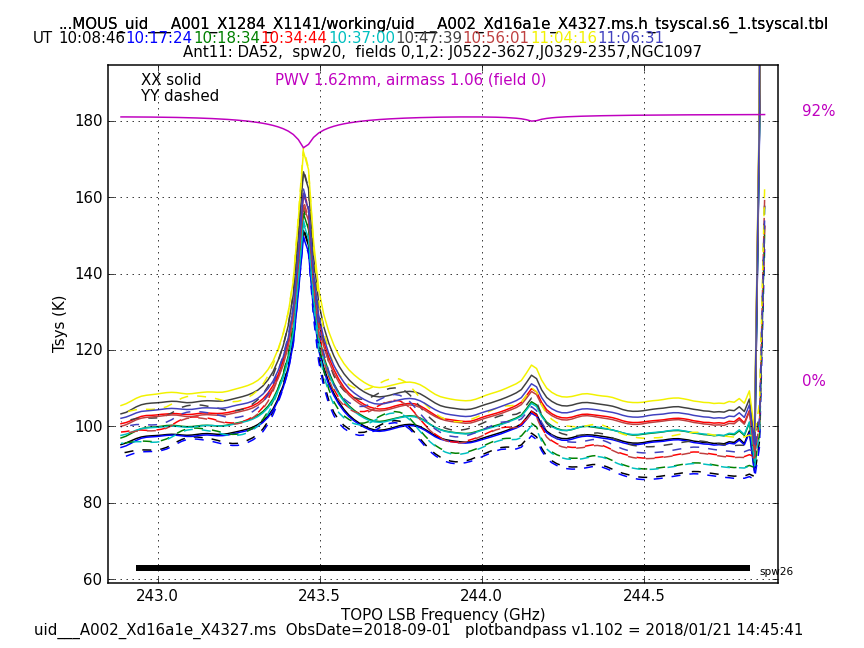 ...MOUS_uid___A001_X1284_X1141/working/uid___A002_Xd16a1e_X4327.ms.h_tsyscal.s6_1.tsyscal.tbl
UT 10:08:46 10:17:24 10:18:34 10:34:44 10:37:00 10:47:39 10:56:01 11:04:16 11:06:31
Ant11: DA52,  spw20,  fields 0,1,2: J0522-3627,J0329-2357,NGC1097
XX solid
PWV 1.62mm, airmass 1.06 (field 0)
YY dashed
92%
0%
180
160
140
120
100
80
60
Tsys (K)
spw26
243.0
243.5
244.0
244.5
TOPO LSB Frequency (GHz)
uid___A002_Xd16a1e_X4327.ms  ObsDate=2018-09-01   plotbandpass v1.102 = 2018/01/21 14:45:41